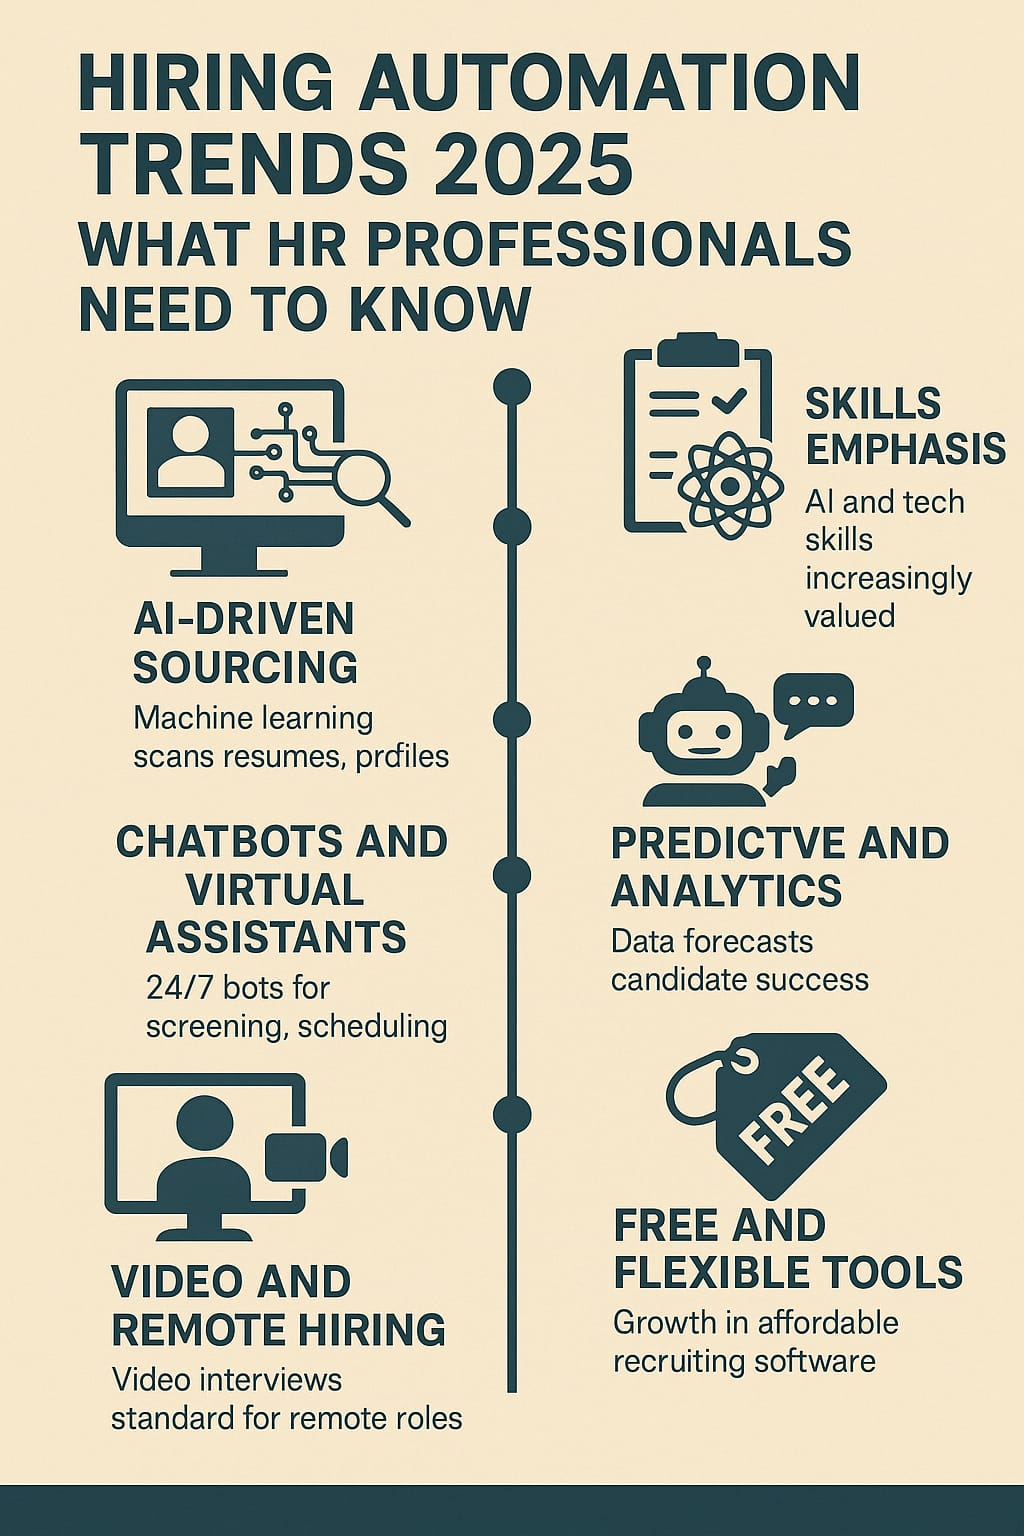 HIRING AUTOMATION
TRENDS 2025
WHAT HR PROFESSIONALS
NEED TO KNOW
AI-DRIVEN
SOURCING
Machine learning
scans resumes, prdfiles
CHATBOTS AND
VIRTUAL
ASSISTANTS
24/7 bots for
screening, scheduling
VIDEO AND
REMOTE HIRING
Video interviews
standard for remote roles
SKILLS
EMPHASIS
AI and tech
skills
increasingly
valued
PREDICTVE AND
ANALYTICS
Data forecasts
candidate success
FREE
FREE AND
FLEXIBLE TOOLS
Growth in affordable
recruiting software